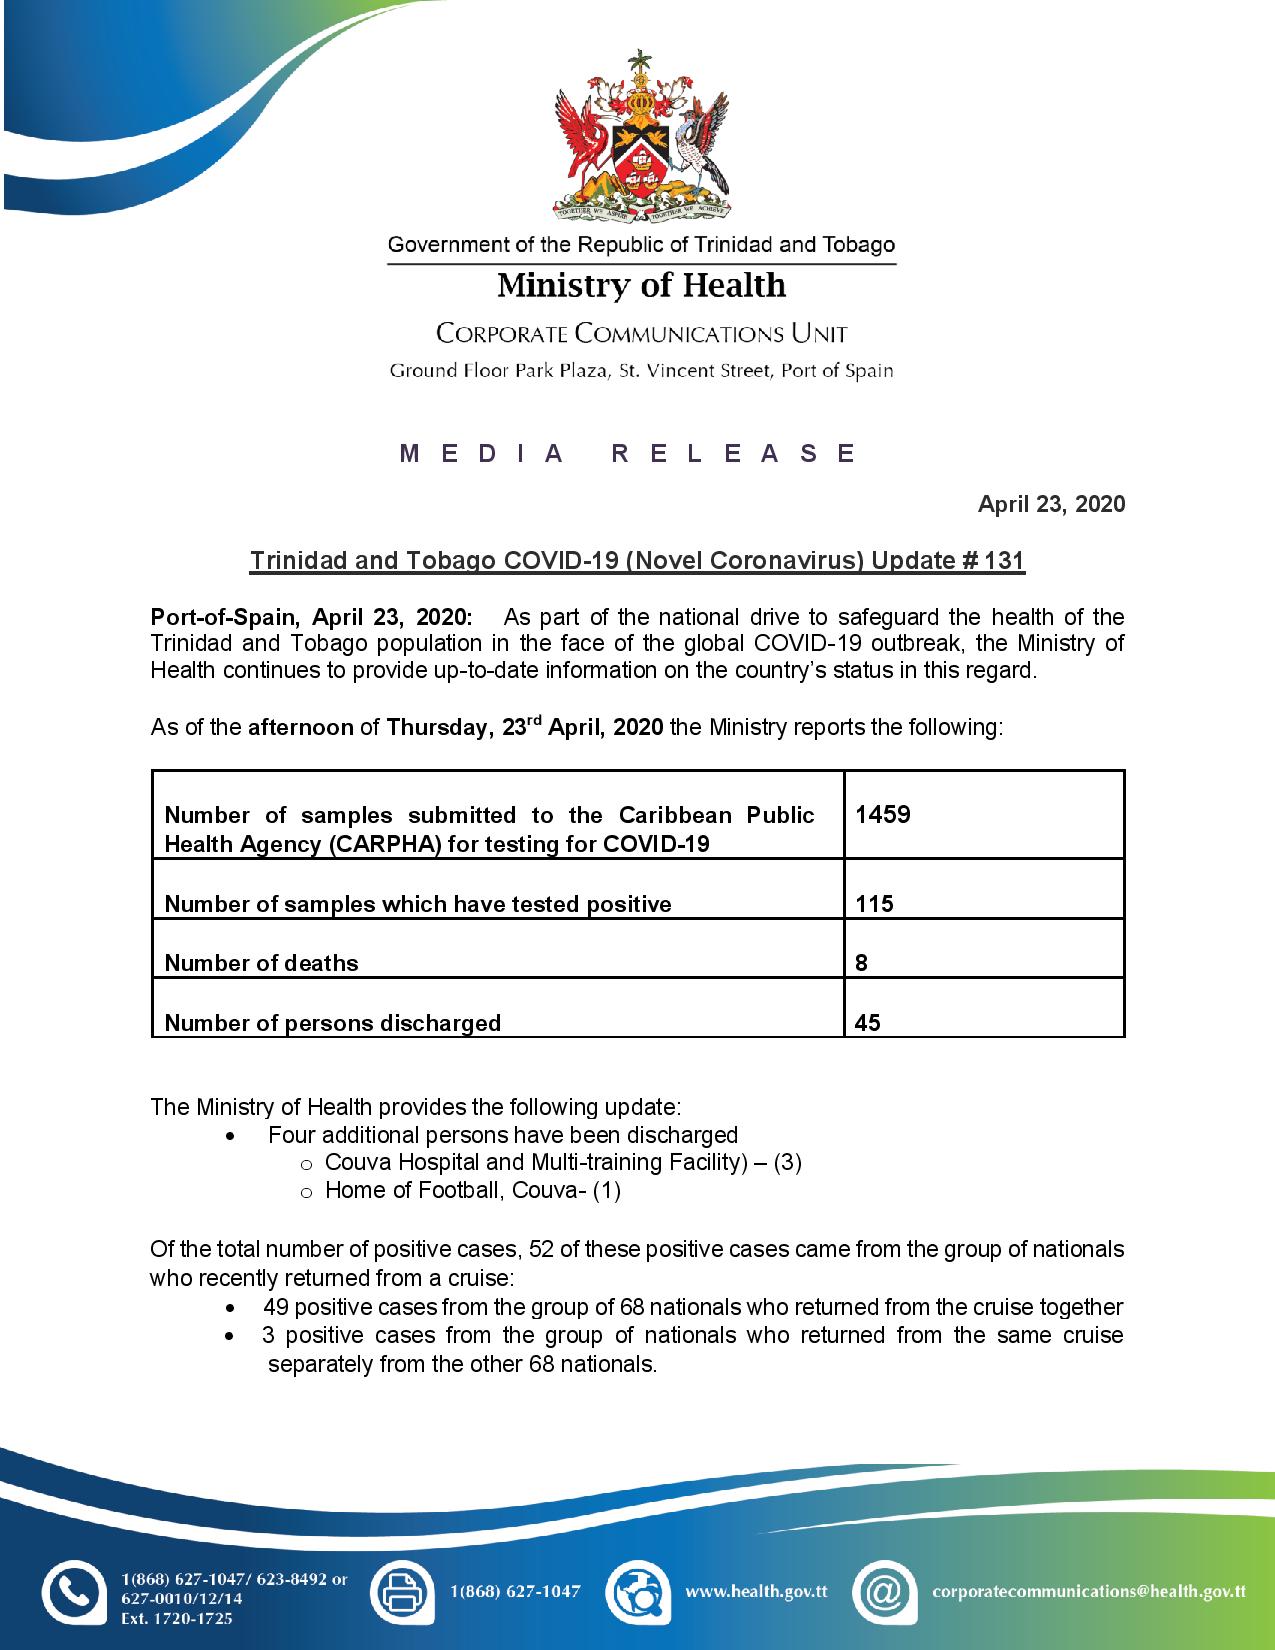 TOGETHER WE ASPIRE TOGETHER WE ACHIEVE
Government of the Republic of Trinidad and Tobago
Ministry of Health
CORPORATE COMMUNICATIONS UNIT
Ground Floor Park Plaza, St. Vincent Street, Port of Spain
MEDIA RELEASE
April 23, 2020
Trinidad and Tobago COVID-19 (Novel Coronavirus) Update # 131
Port-of-Spain, April 23, 2020: As part of the national drive to safeguard the health of the
Trinidad and Tobago population in the face of the global COVID-19 outbreak, the Ministry of
Health continues to provide up-to-date information on the country’s status in this regard.
As of the afternoon of Thursday, 23rd April, 2020 the Ministry reports the following:
Number of samples submitted to the Caribbean Public 1459
Health Agency (CARPHA) for testing for COVID-19
Number of samples which have tested positive 115
Number of deaths 8
Number of persons discharged 45
The Ministry of Health provides the following update:
• Four additional persons have been discharged
o Couva Hospital and Multi-training Facility) – (3)
o Home of Football, Couva- (1)
Of the total number of positive cases, 52 of these positive cases came from the group of nationals
who recently returned from a cruise:
• 49 positive cases from the group of 68 nationals who returned from the cruise together
• 3 positive cases from the group of nationals who returned from the same cruise
separately from the other 68 nationals.
1(868) 627-1047/ 623-8492 or
627-0010/12/14
Ext. 1720-1725
1(868) 627-1047
www.health.gov.tt
@
corporatecommunications@health.gov.tt